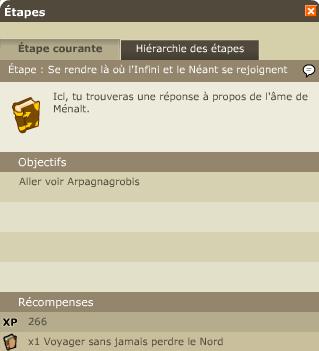 Étapes
Étape courante
Hiérarchie des étapes
Étape : Se rendre là où l'Infini et le Néant se rejoignent
Ici, tu trouveras une réponse à propos de l'âme de
Ménalt.
Objectifs
Aller voir Arpagnagrobis
Récompenses
XP 266
x1 Voyager sans jamais perdre le Nord